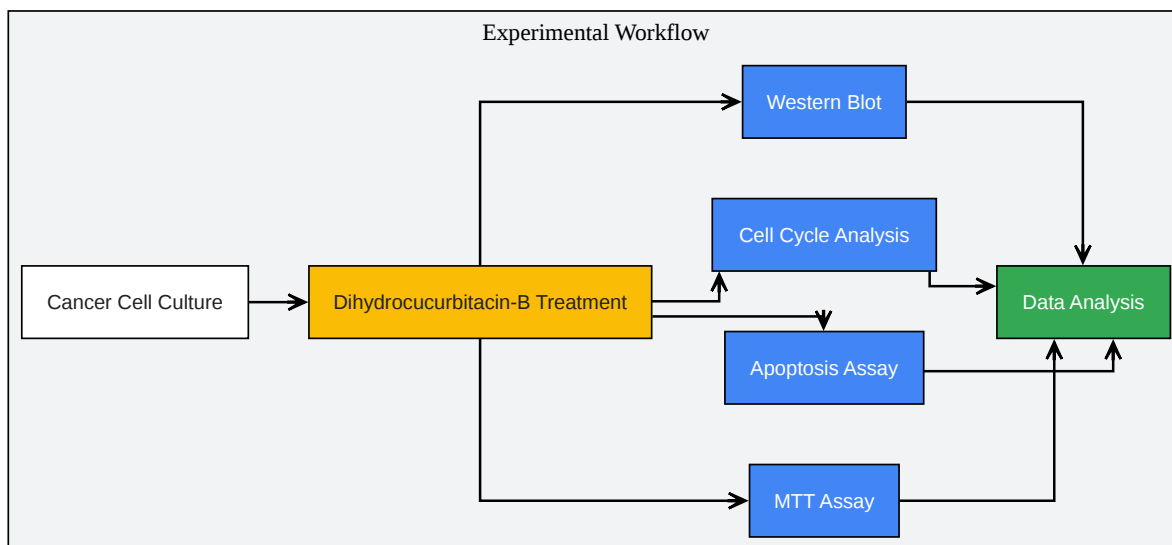 Experimental Workflow
Western Blot
Cell Cycle Analysis
Cancer Cell Culture
Dihydrocucurbitacin-B Treatment
Data Analysis
Apoptosis Assay
MTT Assay